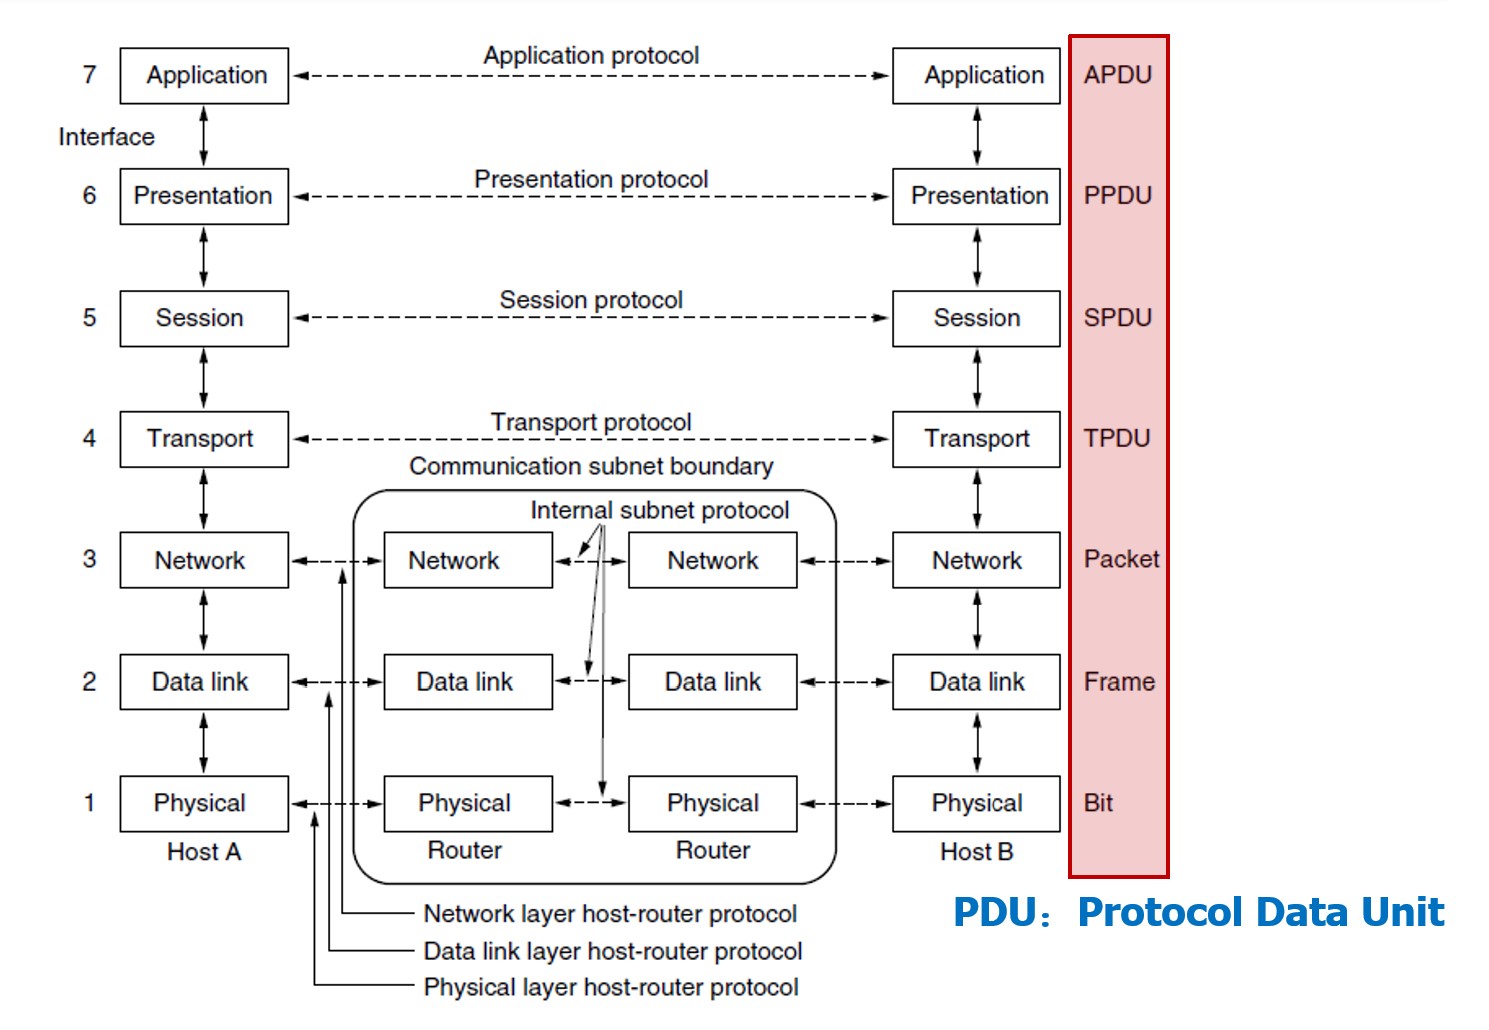 Application protocol
7 Application Application APDU
Interface
Presentation protocol
6 Presentation Presentation PPDU
Session protocol
5 Session Session SPDU
Transport protocol
4 Transport Transport TPDU
Communication subnet boundary
Internal subnet protocol
3 Network Network Network Network Packet
2 Data link Data link Data link Data link Frame
1 Physical Physical Physical Physical Bit
Host A Router Router Host B
Network layer host-router protocol
PDU： Protocol Data Unit
Data link layer host-router protocol
Physical layer host-router protocol